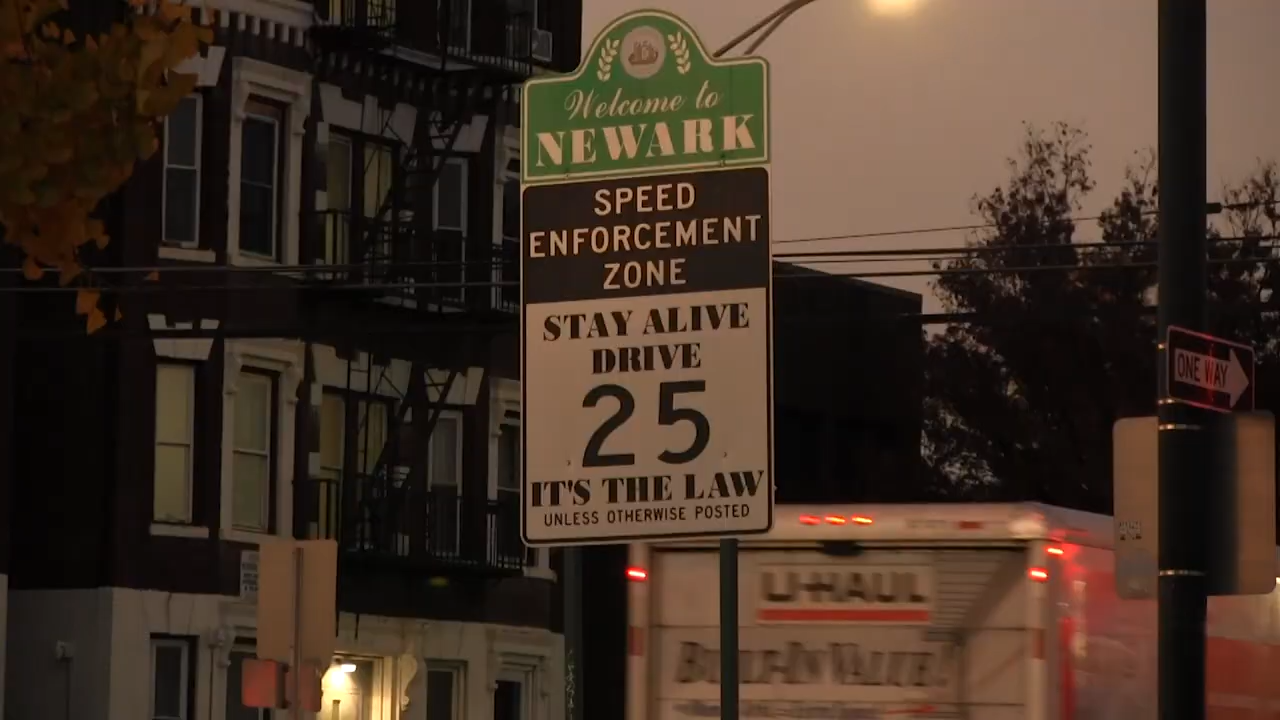 Welcome to
NEWARK
SPEED
ENFORCEMENT
ZONE
STAY ALIVE
DRIVE
25
IT'S THE LAW
UNLESS OTHERWISE POSTED
ONE WAY
U-HAUL